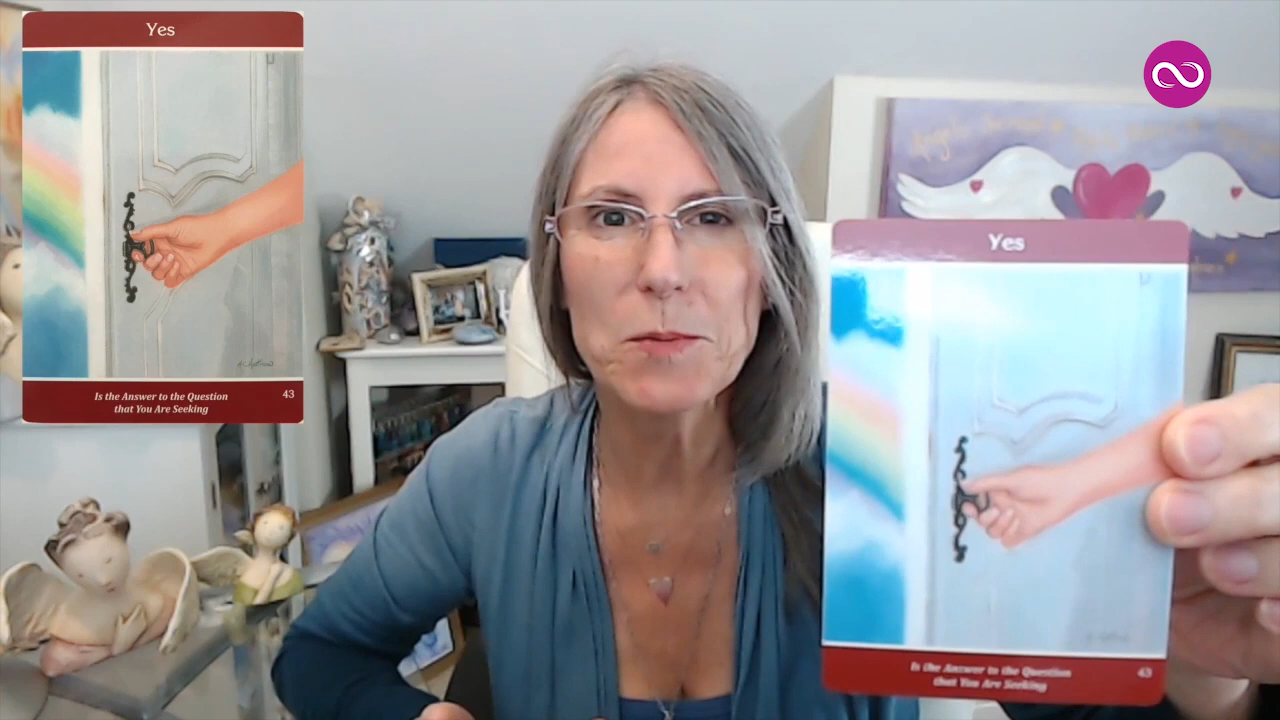 Yes
Is the Answer to the Question
that You Are Seeking
43
Yes
Is the Answer to the Question
that You Are Seeking
43